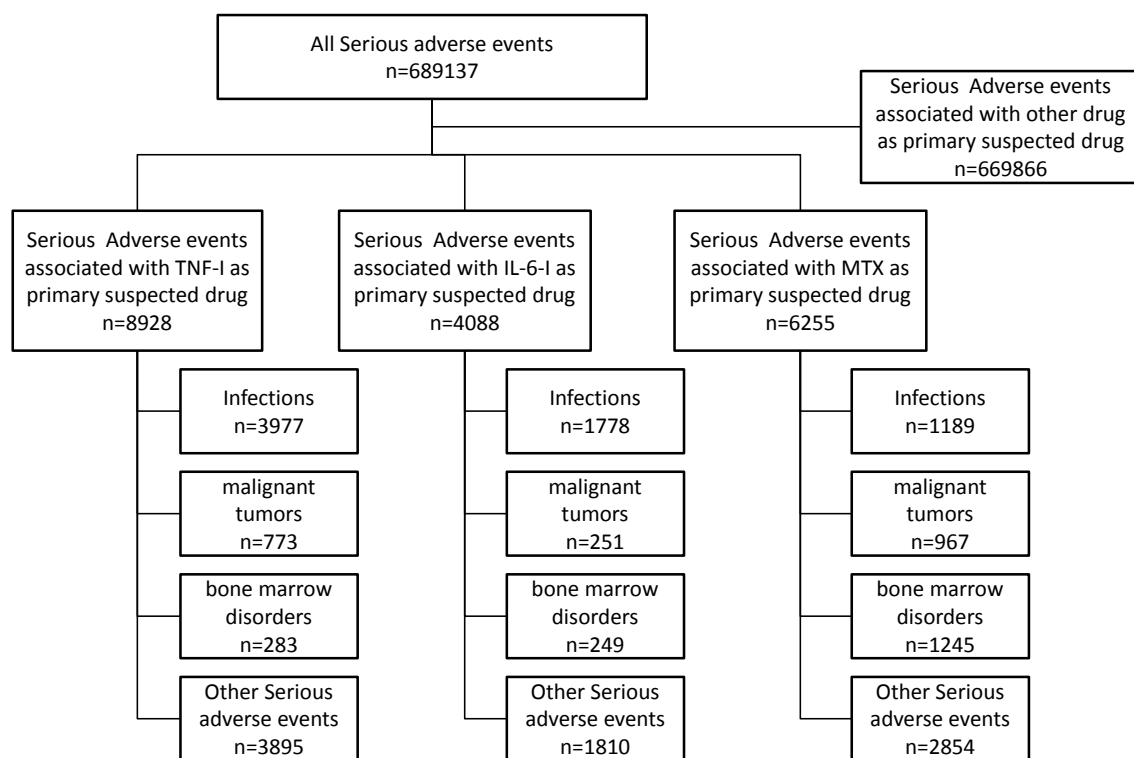 All Serious adverse events
n=689137
Serious Adverse events
associated with other drug
as primary suspected drug
n=669866
Serious Adverse events
associated with TNF-I as
primary suspected drug
n=8928
Serious Adverse events
associated with IL-6-I as
primary suspected drug
n=4088
Serious Adverse events
associated with MTX as
primary suspected drug
n=6255
Infections
n=3977
Infections
n=1778
Infections
n=1189
malignant
tumors
n=773
malignant
tumors
n=251
malignant
tumors
n=967
bone marrow
disorders
n=283
bone marrow
disorders
n=249
bone marrow
disorders
n=1245
Other Serious
adverse events
n=3895
Other Serious
adverse events
n=1810
Other Serious
adverse events
n=2854